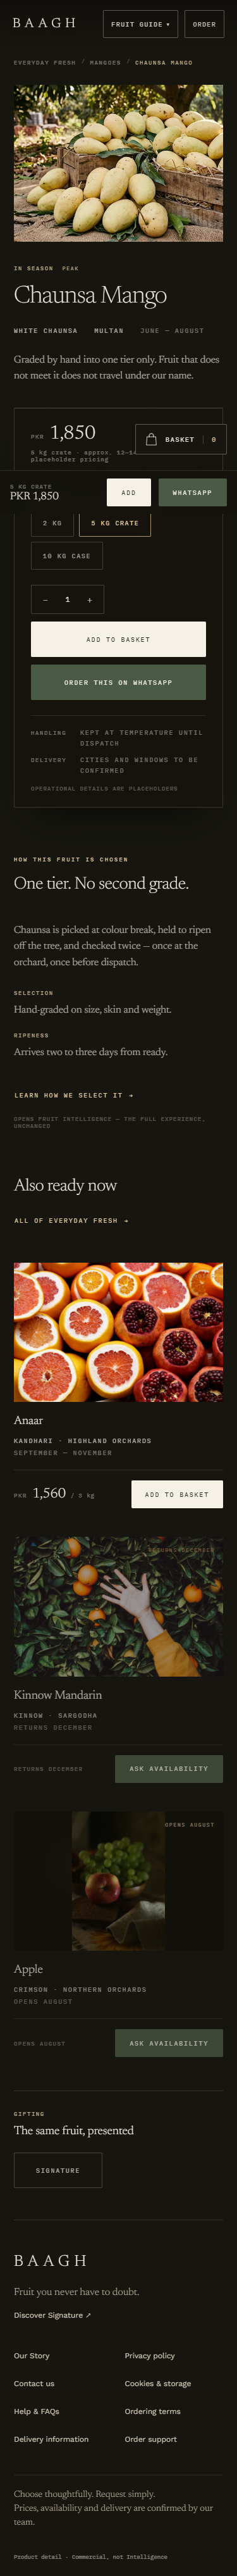 BAAGH
FRUIT GUIDE ▾
ORDER
EVERYDAY FRESH / MANGOES / CHAUNSA MANGO
IN SEASON PEAK
Chaunsa Mango
WHITE CHAUNSA MULTAN JUNE — AUGUST
Graded by hand into one tier only. Fruit that does
not meet it does not travel under our name.
PKR 1,850
5 kg crate · approx. 12–14
placeholder pricing
BASKET 0
5 KG CRATE
PKR 1,850
ADD
WHATSAPP
2 KG
5 KG CRATE
10 KG CASE
− 1 +
ADD TO BASKET
ORDER THIS ON WHATSAPP
HANDLING KEPT AT TEMPERATURE UNTIL
DISPATCH
DELIVERY CITIES AND WINDOWS TO BE
CONFIRMED
OPERATIONAL DETAILS ARE PLACEHOLDERS
HOW THIS FRUIT IS CHOSEN
One tier. No second grade.
Chaunsa is picked at colour break, held to ripen
off the tree, and checked twice — once at the
orchard, once before dispatch.
SELECTION
Hand-graded on size, skin and weight.
RIPENESS
Arrives two to three days from ready.
LEARN HOW WE SELECT IT →
OPENS FRUIT INTELLIGENCE — THE FULL EXPERIENCE,
UNCHANGED
Also ready now
ALL OF EVERYDAY FRESH →
Anaar
KANDHARI · HIGHLAND ORCHARDS
SEPTEMBER — NOVEMBER
PKR 1,560 / 5 kg
ADD TO BASKET
RETURNS DECEMBER
Kinnow Mandarin
KINNOW · SARGODHA
RETURNS DECEMBER
RETURNS DECEMBER
ASK AVAILABILITY
OPENS AUGUST
Apple
CRIMSON · NORTHERN ORCHARDS
OPENS AUGUST
OPENS AUGUST
ASK AVAILABILITY
GIFTING
The same fruit, presented
SIGNATURE
BAAGH
Fruit you never have to doubt.
Discover Signature ↗
Our Story
Privacy policy
Contact us
Cookies & storage
Help & FAQs
Ordering terms
Delivery information
Order support
Choose thoughtfully. Request simply.
Prices, availability and delivery are confirmed by our
team.
Product detail · Commercial, not Intelligence